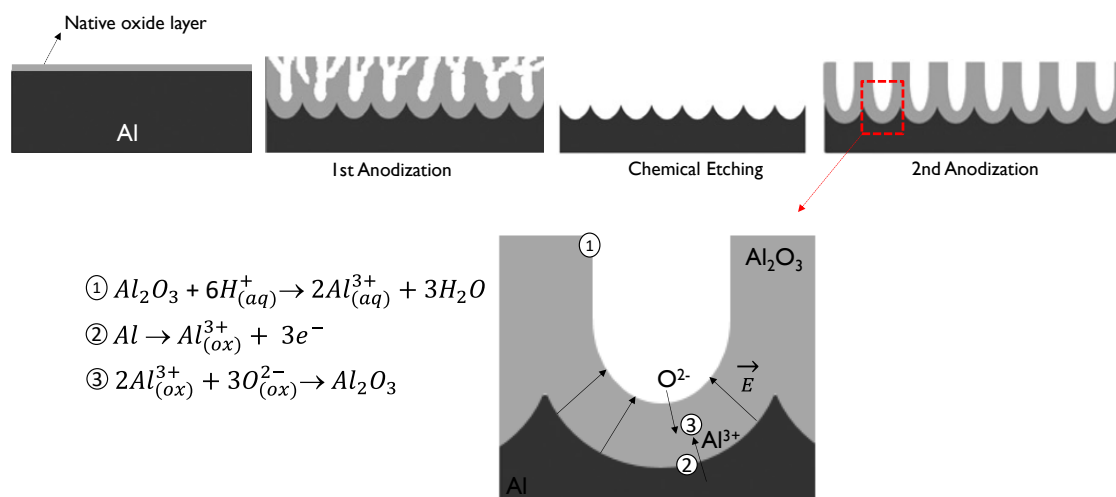 Native oxide layer
Al
1st Anodization
Chemical Etching
2nd Anodization
① Al₂O₃ + 6H⁺₍aq₎ → 2Al³⁺₍aq₎ + 3H₂O
② Al → Al³⁺₍ox₎ + 3e⁻
③ 2Al³⁺₍ox₎ + 3O²⁻₍ox₎ → Al₂O₃
①
Al₂O₃
O²⁻
E⃗
③
Al³⁺
②
Al